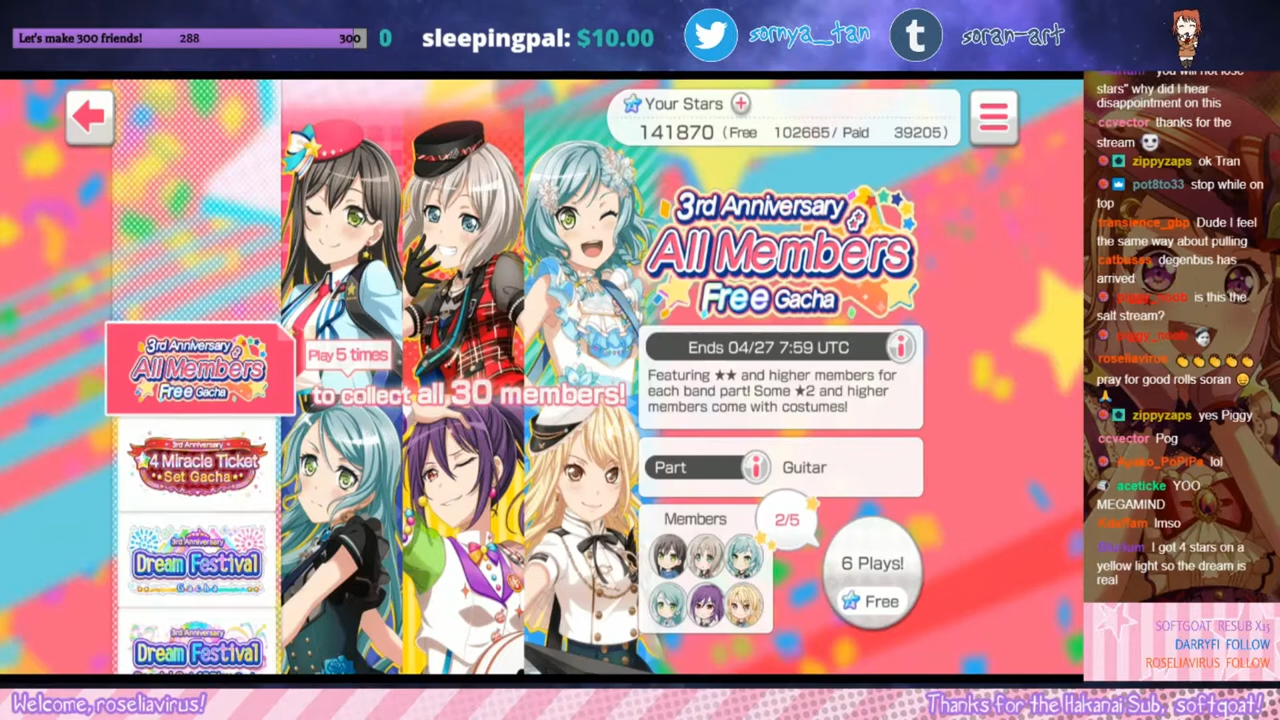 Let's make 300 friends!
288
300
0
sleepingpal: $10.00
sornya_tan
t
soran-art
Your Stars
141870 (Free 102665/ Paid 39205)
3rd Anniversary
All Members
Free Gacha
Ends 04/27 7:59 UTC
i
Featuring ★★ and higher members for
each band part! Some ★2 and higher
members come with costumes!
Part
i
Guitar
Members
2/5
6 Plays!
Free
3rd Anniversary
All Members
Free Gacha
3rd Anniversary
★4 Miracle Ticket
Set Gacha
3rd Anniversary
Dream Festival
Gacha
3rd Anniversary
Dream Festival
Play 5 times
to collect all 30 members!
"you will not lose
stars" why did I hear
disappointment on this
ccvector thanks for the
stream
zippyzaps ok Tran
pot8to33 stop while on
top
transience_gbp Dude I feel
the same way about pulling
degenbus has
arrived
piggy_noob is this the
salt stream?
piggy_noob
roseliavirus
pray for good rolls soran
zippyzaps yes Piggy
ccvector Pog
Ayako_PoPiPa lol
aceticke YOO
MEGAMIND
lmso
I got 4 stars on a
yellow light so the dream is
real
SOFTGOAT RESUB X15
DARRYFI FOLLOW
ROSELIAVIRUS FOLLOW
Welcome, roseliavirus!
Thanks for the Hakanai Sub, softgoat!